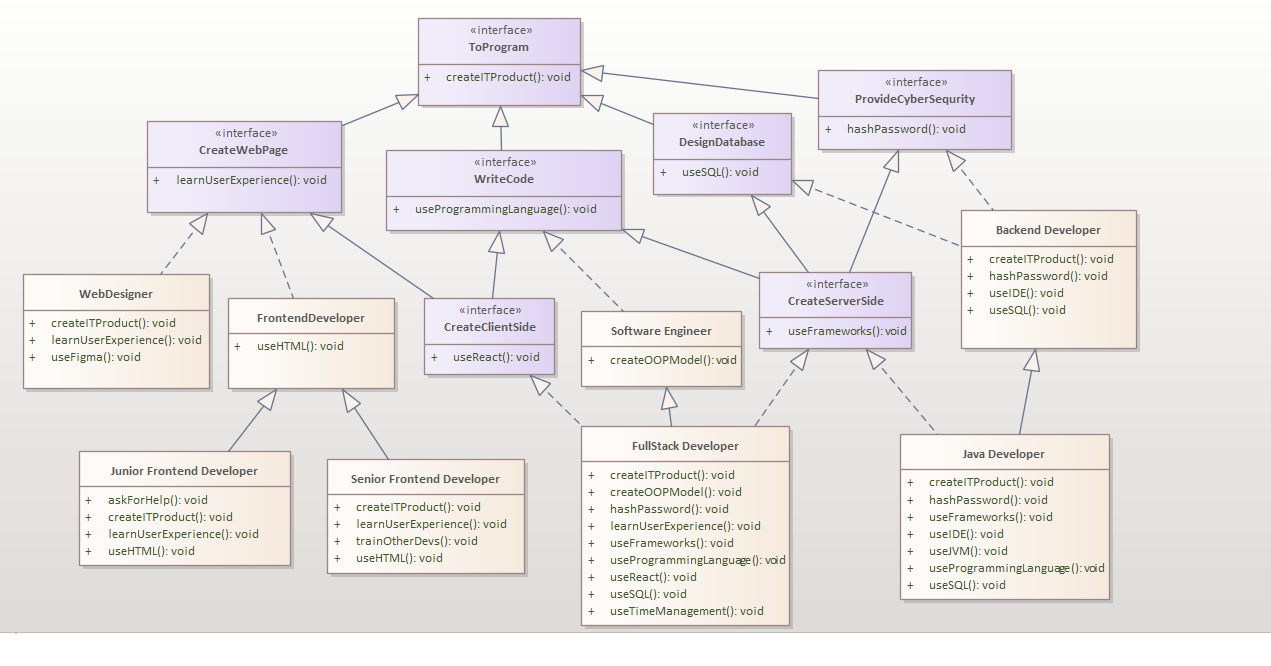 «interface»
ToProgram
+ createITProduct(): void
«interface»
ProvideCyberSequrity
+ hashPassword(): void
«interface»
CreateWebPage
+ learnUserExperience(): void
«interface»
WriteCode
+ useProgrammingLanguage(): void
«interface»
DesignDatabase
+ useSQL(): void
Backend Developer
+ createITProduct(): void
+ hashPassword(): void
+ useIDE(): void
+ useSQL(): void
WebDesigner
+ createITProduct(): void
+ learnUserExperience(): void
+ useFigma(): void
FrontendDeveloper
+ useHTML(): void
«interface»
CreateClientSide
+ useReact(): void
Software Engineer
+ createOOPModel(): void
«interface»
CreateServerSide
+ useFrameworks(): void
Junior Frontend Developer
+ askForHelp(): void
+ createITProduct(): void
+ learnUserExperience(): void
+ useHTML(): void
Senior Frontend Developer
+ createITProduct(): void
+ learnUserExperience(): void
+ trainOtherDevs(): void
+ useHTML(): void
FullStack Developer
+ createITProduct(): void
+ createOOPModel(): void
+ hashPassword(): void
+ learnUserExperience(): void
+ useFrameworks(): void
+ useProgrammingLanguage(): void
+ useReact(): void
+ useSQL(): void
+ useTimeManagement(): void
Java Developer
+ createITProduct(): void
+ hashPassword(): void
+ useFrameworks(): void
+ useIDE(): void
+ useJVM(): void
+ useProgrammingLanguage(): void
+ useSQL(): void